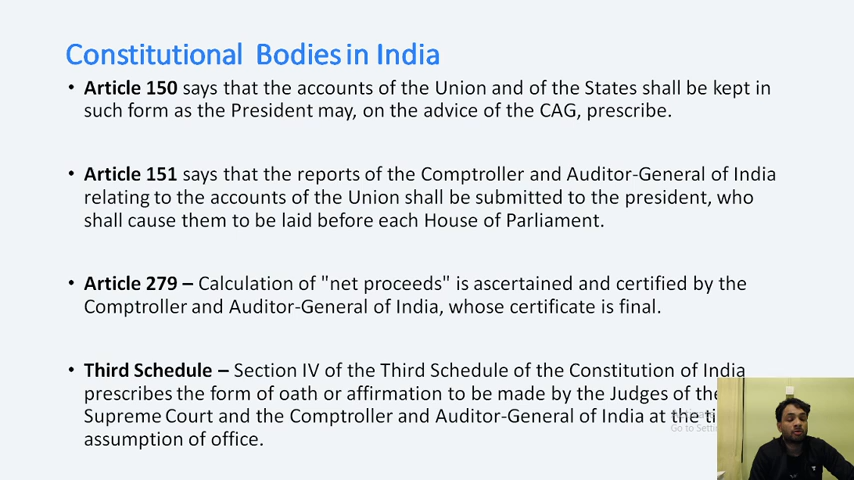 Constitutional Bodies in India
• Article 150 says that the accounts of the Union and of the States shall be kept in
such form as the President may, on the advice of the CAG, prescribe.
• Article 151 says that the reports of the Comptroller and Auditor-General of India
relating to the accounts of the Union shall be submitted to the president, who
shall cause them to be laid before each House of Parliament.
• Article 279 – Calculation of "net proceeds" is ascertained and certified by the
Comptroller and Auditor-General of India, whose certificate is final.
• Third Schedule – Section IV of the Third Schedule of the Constitution of India
prescribes the form of oath or affirmation to be made by the Judges of the
Supreme Court and the Comptroller and Auditor-General of India at the
Go to
assumption of office.